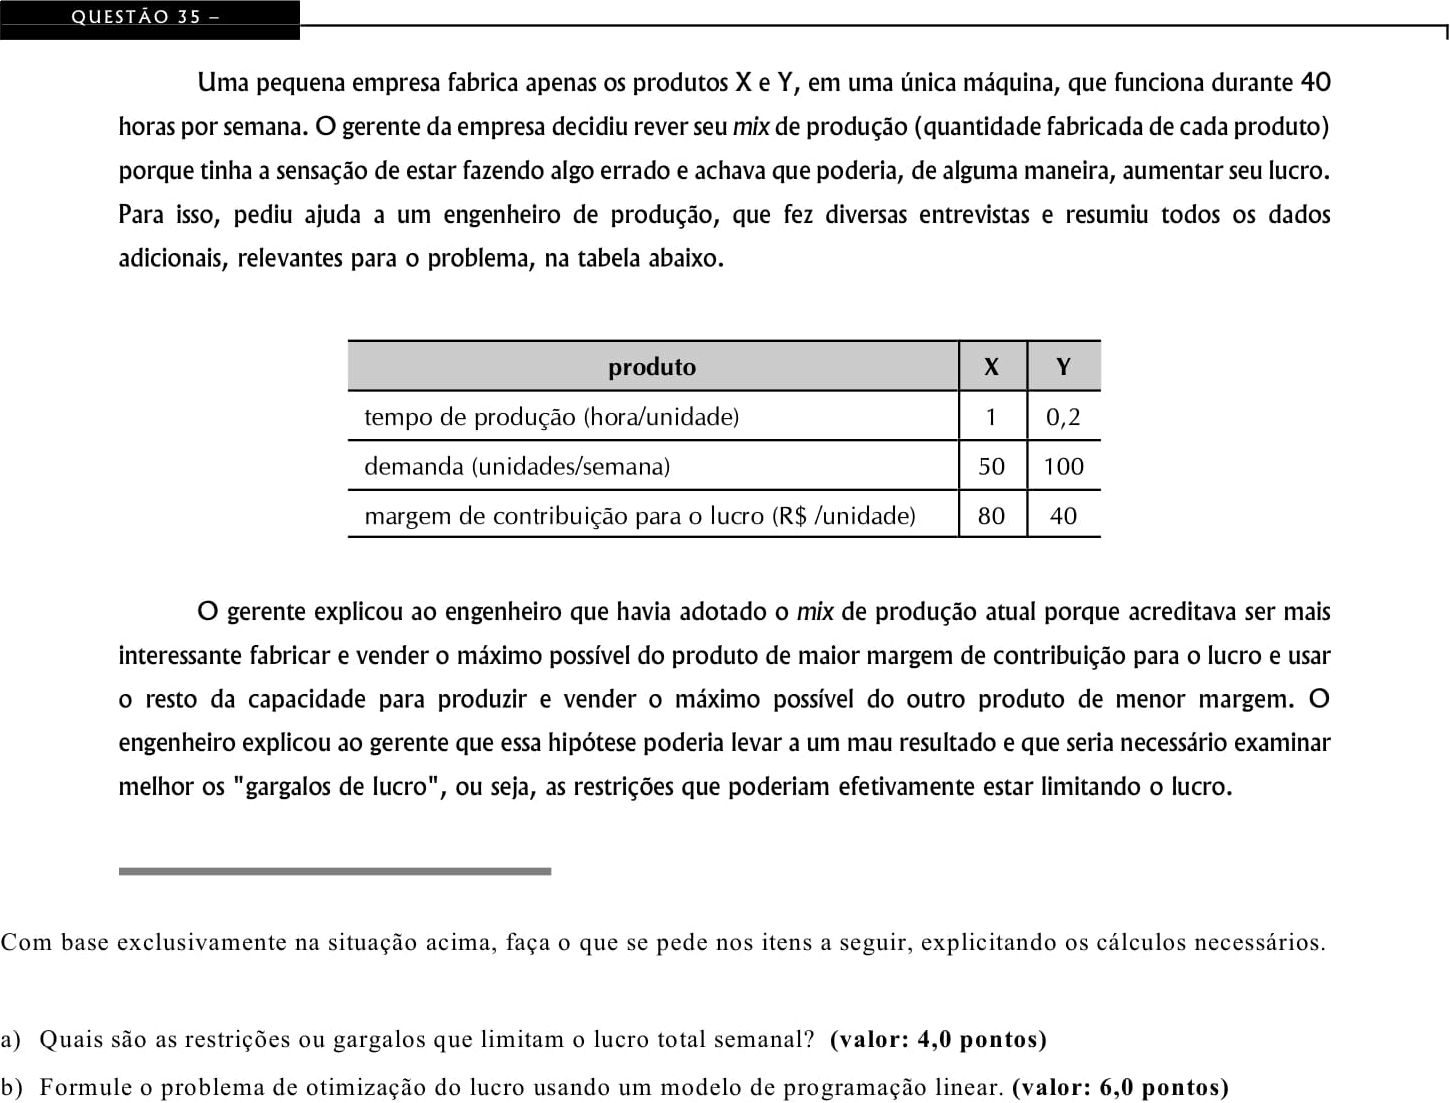 QUESTÃO 35 –
Uma pequena empresa fabrica apenas os produtos X e Y, em uma única máquina, que funciona durante 40
horas por semana. O gerente da empresa decidiu rever seu mix de produção (quantidade fabricada de cada produto)
porque tinha a sensação de estar fazendo algo errado e achava que poderia, de alguma maneira, aumentar seu lucro.
Para isso, pediu ajuda a um engenheiro de produção, que fez diversas entrevistas e resumiu todos os dados
adicionais, relevantes para o problema, na tabela abaixo.
produto X Y
tempo de produção (hora/unidade) 1 0,2
demanda (unidades/semana) 50 100
margem de contribuição para o lucro (R$ /unidade) 80 40
O gerente explicou ao engenheiro que havia adotado o mix de produção atual porque acreditava ser mais
interessante fabricar e vender o máximo possível do produto de maior margem de contribuição para o lucro e usar
o resto da capacidade para produzir e vender o máximo possível do outro produto de menor margem. O
engenheiro explicou ao gerente que essa hipótese poderia levar a um mau resultado e que seria necessário examinar
melhor os "gargalos de lucro", ou seja, as restrições que poderiam efetivamente estar limitando o lucro.
Com base exclusivamente na situação acima, faça o que se pede nos itens a seguir, explicitando os cálculos necessários.
a) Quais são as restrições ou gargalos que limitam o lucro total semanal? (valor: 4,0 pontos)
b) Formule o problema de otimização do lucro usando um modelo de programação linear. (valor: 6,0 pontos)